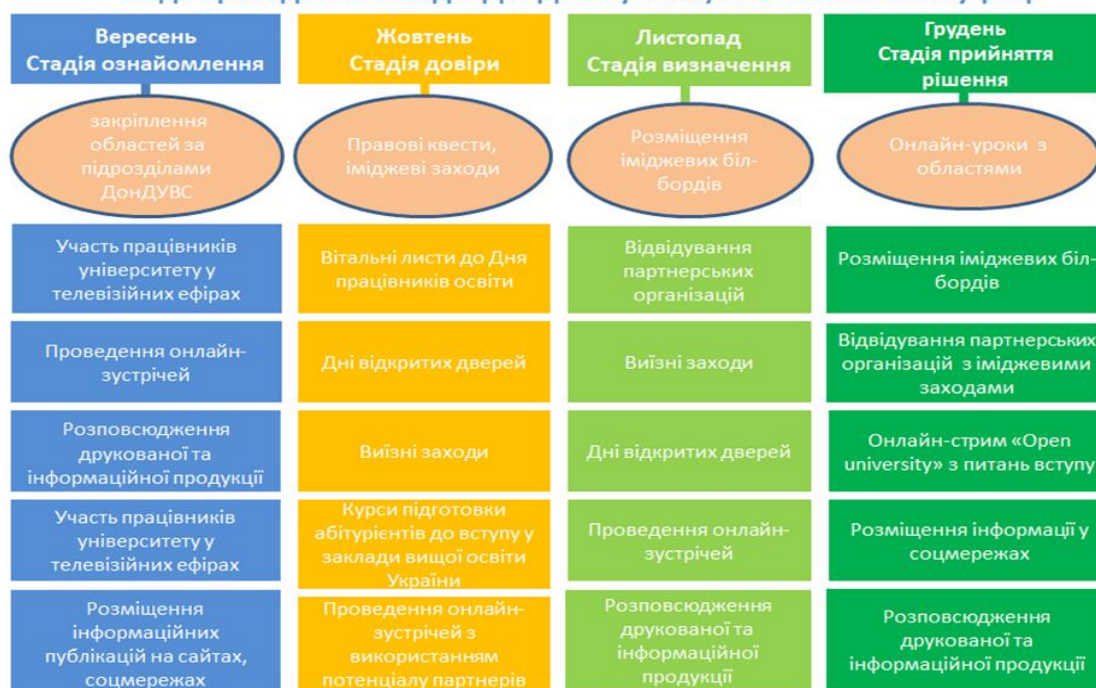 Вересень
Стадія ознайомлення
Жовтень
Стадія довіри
Листопад
Стадія визначення
Грудень
Стадія прийняття
рішення
закріплення
областей за
підрозділами
ДонДУВС
Правові квести,
іміджеві заходи
Розміщення
іміджевих біл-
бордів
Онлайн-уроки з
областями
Участь працівників
університету у
телевізійних ефірах
Вітальні листи до Дня
працівників освіти
Відвідування
партнерських
організацій
Розміщення іміджевих біл-
бордів
Проведення онлайн-
зустрічей
Дні відкритих дверей
Виїзні заходи
Відвідування партнерських
організацій з іміджевими
заходами
Розповсюдження
друкованої та
інформаційної продукції
Виїзні заходи
Дні відкритих дверей
Онлайн-стрим «Open
university» з питань вступу
Участь працівників
університету у
телевізійних ефірах
Курси підготовки
абітурієнтів до вступу у
заклади вищої освіти
України
Проведення онлайн-
зустрічей
Розміщення інформації у
соцмережах
Розміщення
інформаційних
публікацій на сайтах,
соцмережах
Проведення онлайн-
зустрічей з
використанням
потенціалу партнерів
Розповсюдження
друкованої та
інформаційної
продукції
Розповсюдження
друкованої та
інформаційної продукції